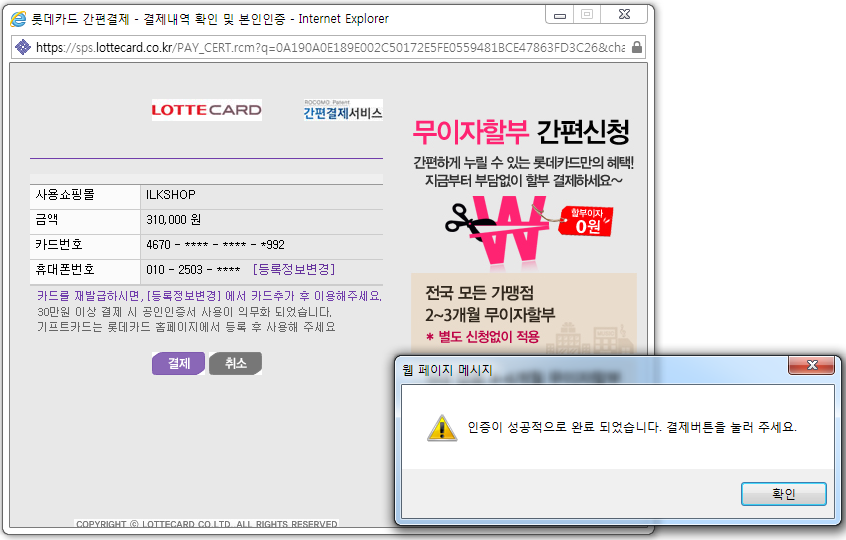 롯데카드 간편결제 - 결제내역 확인 및 본인인증 - Internet Explorer
https://sps.lottecard.co.kr/PAY_CERT.rcm?q=0A190A0E189E002C50172E5FE0559481BCE47863FD3C26&cha
LOTTECARD
ROCOMO Patent
간편결제서비스
사용쇼핑몰 ILKSHOP
금액 310,000 원
카드번호 4670 - **** - **** - *992
휴대폰번호 010 - 2503 - **** [등록정보변경]
카드를 재발급하시면, [등록정보변경] 에서 카드추가 후 이용해주세요.
30만원 이상 결제 시 공인인증서 사용이 의무화 되었습니다.
기프트카드는 롯데카드 홈페이지에서 등록 후 사용해 주세요
결제 취소
COPYRIGHT ⓒ LOTTECARD CO.LTD. ALL RIGHTS RESERVED
무이자할부 간편신청
간편하게 누릴 수 있는 롯데카드만의 혜택!
지금부터 부담없이 할부 결제하세요~
할부이자
0원
전국 모든 가맹점
2~3개월 무이자할부
* 별도 신청없이 적용
웹 페이지 메시지
인증이 성공적으로 완료 되었습니다. 결제버튼을 눌러 주세요.
확인